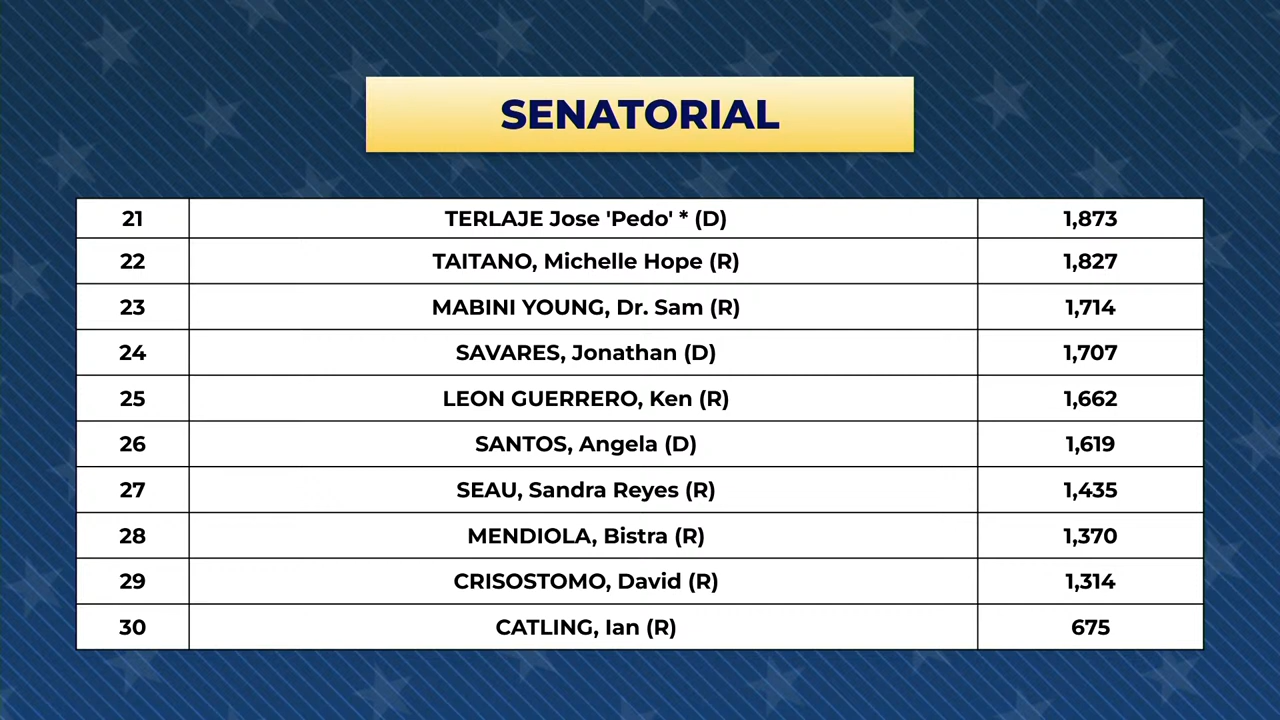 SENATORIAL
21 TERLAJE Jose 'Pedo' * (D) 1,873
22 TAITANO, Michelle Hope (R) 1,827
23 MABINI YOUNG, Dr. Sam (R) 1,714
24 SAVARES, Jonathan (D) 1,707
25 LEON GUERRERO, Ken (R) 1,662
26 SANTOS, Angela (D) 1,619
27 SEAU, Sandra Reyes (R) 1,435
28 MENDIOLA, Bistra (R) 1,370
29 CRISOSTOMO, David (R) 1,314
30 CATLING, Ian (R) 675